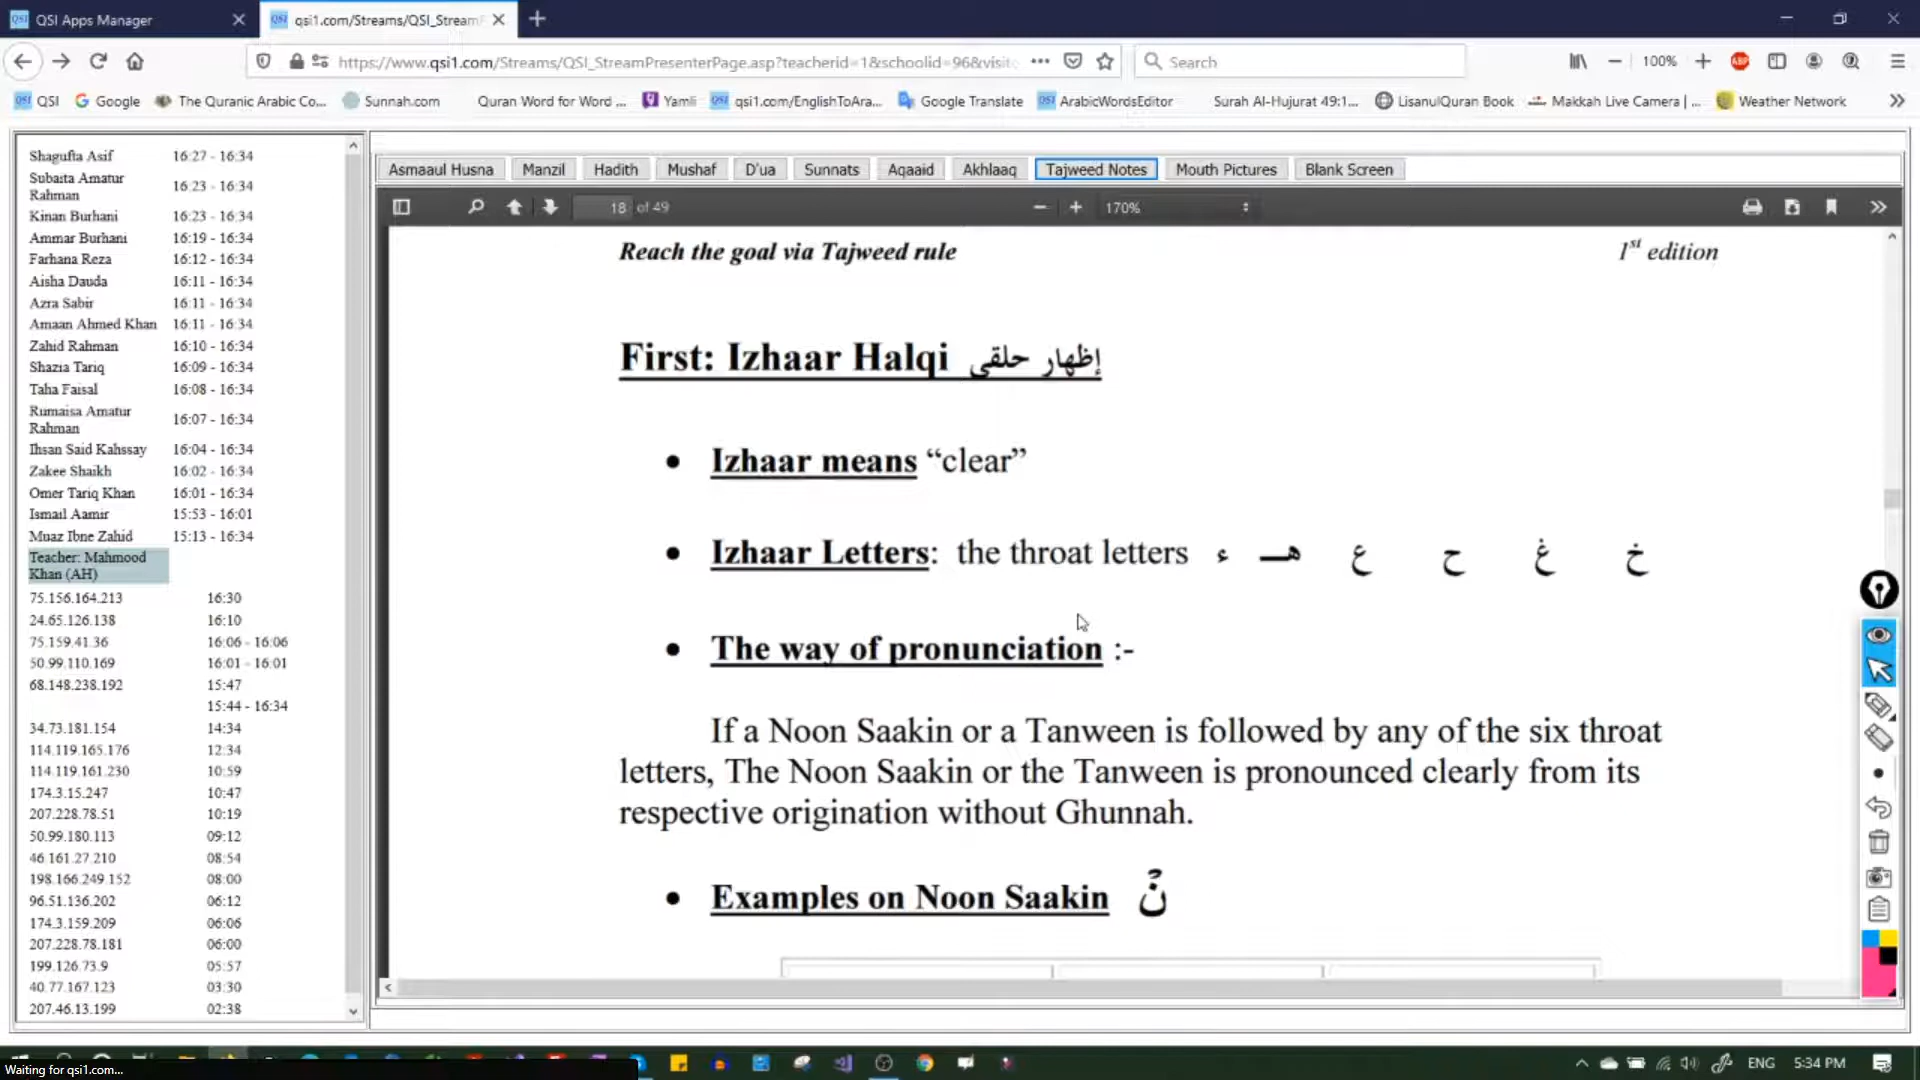 QSI Apps Manager
qsi1.com/Streams/QSI_Stream
https://www.qsi1.com/Streams/QSI_StreamPresenterPage.asp?teacherid=1&schoolid=96&visit
Search
100%
QSI
Google
The Quranic Arabic Co...
Sunnah.com
Quran Word for Word ...
Yamli
qsi1.com/EnglishToAra...
Google Translate
ArabicWordsEditor
Surah Al-Hujurat 49:1...
LisanulQuran Book
Makkah Live Camera | ...
Weather Network
Shagufta Asif 16:27 - 16:34
Subaita Amatur
Rahman 16:23 - 16:34
Kinan Burhani 16:23 - 16:34
Ammar Burhani 16:19 - 16:34
Farhana Reza 16:12 - 16:34
Aisha Dauda 16:11 - 16:34
Azra Sabir 16:11 - 16:34
Amaan Ahmed Khan 16:11 - 16:34
Zahid Rahman 16:10 - 16:34
Shazia Tariq 16:09 - 16:34
Taha Faisal 16:08 - 16:34
Rumaisa Amatur
Rahman 16:07 - 16:34
Ihsan Said Kahssay 16:04 - 16:34
Zakee Shaikh 16:02 - 16:34
Omer Tariq Khan 16:01 - 16:34
Ismail Aamir 15:53 - 16:01
Muaz Ibne Zahid 15:13 - 16:34
Teacher: Mahmood
Khan (AH)
75.156.164.213 16:30
24.65.126.138 16:10
75.159.41.36 16:06 - 16:06
50.99.110.169 16:01 - 16:01
68.148.238.192 15:47
15:44 - 16:34
34.73.181.154 14:34
114.119.165.176 12:34
114.119.161.230 10:59
174.3.15.247 10:47
207.228.78.51 10:19
50.99.180.113 09:12
46.161.27.210 08:54
198.166.249.152 08:00
96.51.136.202 06:12
174.3.159.209 06:06
207.228.78.181 06:00
199.126.73.9 05:57
40.77.167.123 03:30
207.46.13.199 02:38
Asmaaul Husna Manzil Hadith Mushaf D'ua Sunnats Aqaaid Akhlaaq Tajweed Notes Mouth Pictures Blank Screen
18 of 49
170%
Reach the goal via Tajweed rule 1st edition
First: Izhaar Halqi إظهار حلقى
• Izhaar means “clear”
• Izhaar Letters: the throat letters ء هـ ع ح غ خ
• The way of pronunciation :-
If a Noon Saakin or a Tanween is followed by any of the six throat
letters, The Noon Saakin or the Tanween is pronounced clearly from its
respective origination without Ghunnah.
• Examples on Noon Saakin نْ
Waiting for qsi1.com...
ENG 5:34 PM